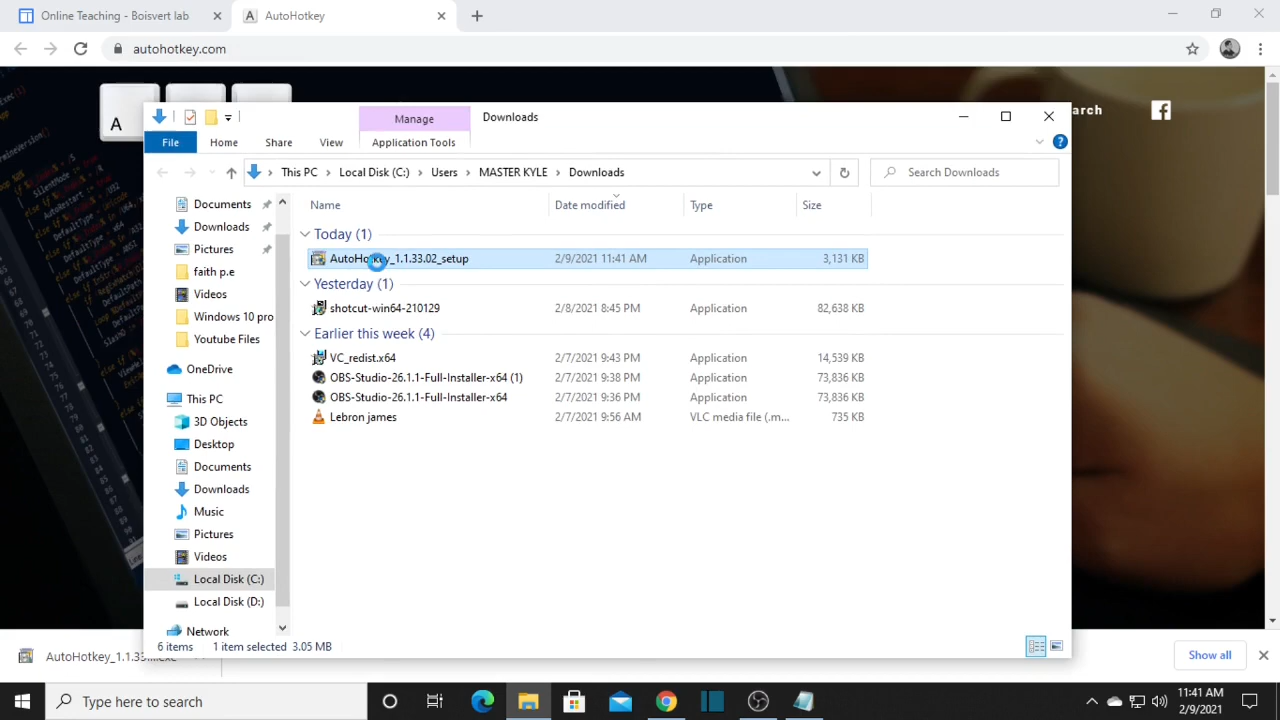 Online Teaching - Boisvert lab
AutoHotkey
autohotkey.com
A
arch
Manage
Downloads
File
Home
Share
View
Application Tools
This PC > Local Disk (C:) > Users > MASTER KYLE > Downloads
Search Downloads
Name
Date modified
Type
Size
Documents
Downloads
Pictures
faith p.e
Videos
Windows 10 pro
Youtube Files
OneDrive
This PC
3D Objects
Desktop
Documents
Downloads
Music
Pictures
Videos
Local Disk (C:)
Local Disk (D:)
Network
Today (1)
AutoHotkey_1.1.33.02_setup 2/9/2021 11:41 AM Application 3,131 KB
Yesterday (1)
shotcut-win64-210129 2/8/2021 8:45 PM Application 82,638 KB
Earlier this week (4)
VC_redist.x64 2/7/2021 9:43 PM Application 14,539 KB
OBS-Studio-26.1.1-Full-Installer-x64 (1) 2/7/2021 9:38 PM Application 73,836 KB
OBS-Studio-26.1.1-Full-Installer-x64 2/7/2021 9:36 PM Application 73,836 KB
Lebron james 2/7/2021 9:56 AM VLC media file (.m... 735 KB
6 items 1 item selected 3.05 MB
AutoHotkey_1.1.33....exe
Show all
Type here to search
11:41 AM
2/9/2021